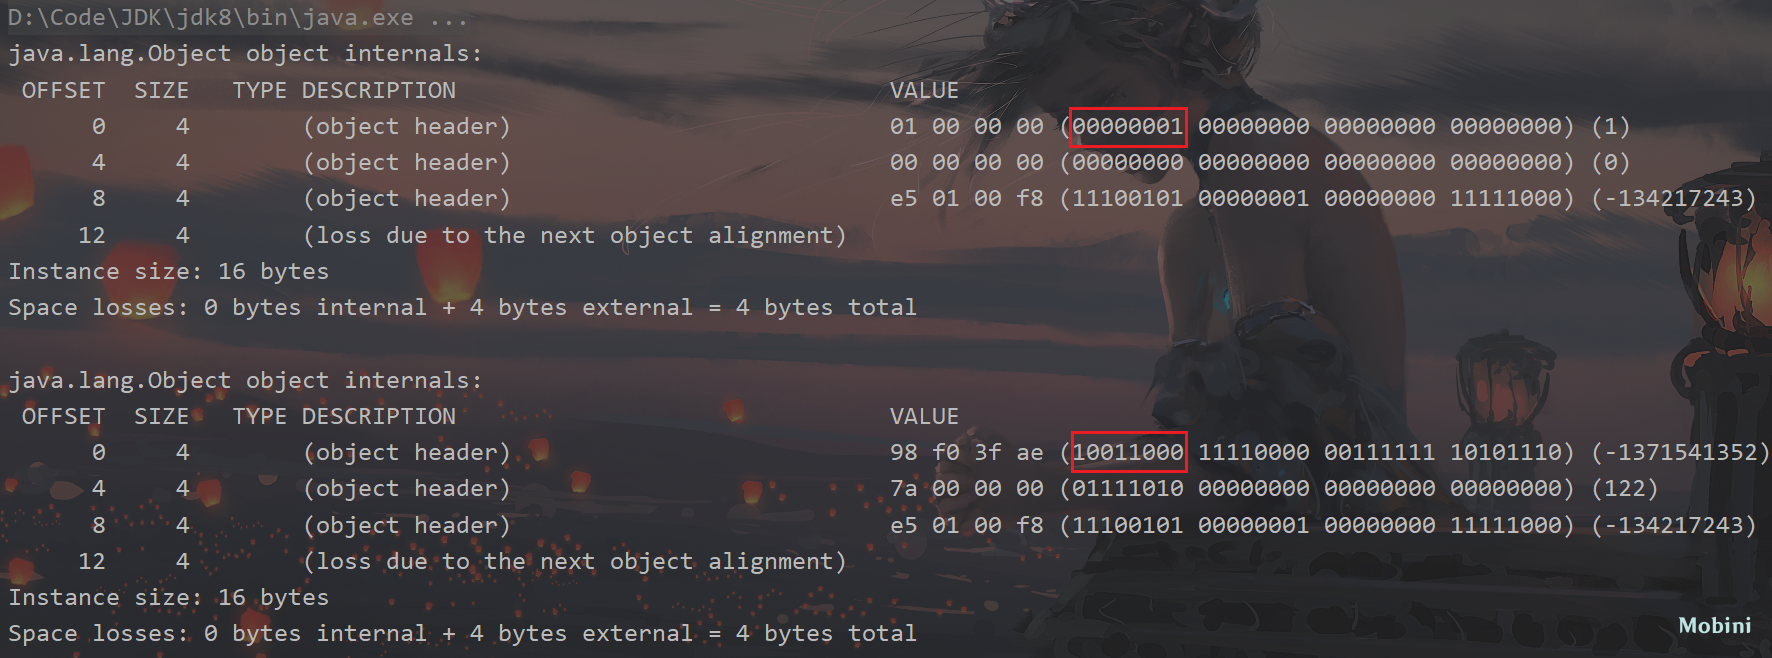 D:\Code\JDK\jdk8\bin\java.exe ...
java.lang.Object object internals:
OFFSET SIZE TYPE DESCRIPTION VALUE
0 4 (object header) 01 00 00 00 (00000001 00000000 00000000 00000000) (1)
4 4 (object header) 00 00 00 00 (00000000 00000000 00000000 00000000) (0)
8 4 (object header) e5 01 00 f8 (11100101 00000001 00000000 11111000) (-134217243)
12 4 (loss due to the next object alignment)
Instance size: 16 bytes
Space losses: 0 bytes internal + 4 bytes external = 4 bytes total
java.lang.Object object internals:
OFFSET SIZE TYPE DESCRIPTION VALUE
0 4 (object header) 98 f0 3f ae (10011000 11110000 00111111 10101110) (-1371541352)
4 4 (object header) 7a 00 00 00 (01111010 00000000 00000000 00000000) (122)
8 4 (object header) e5 01 00 f8 (11100101 00000001 00000000 11111000) (-134217243)
12 4 (loss due to the next object alignment)
Instance size: 16 bytes
Space losses: 0 bytes internal + 4 bytes external = 4 bytes total
Mobini